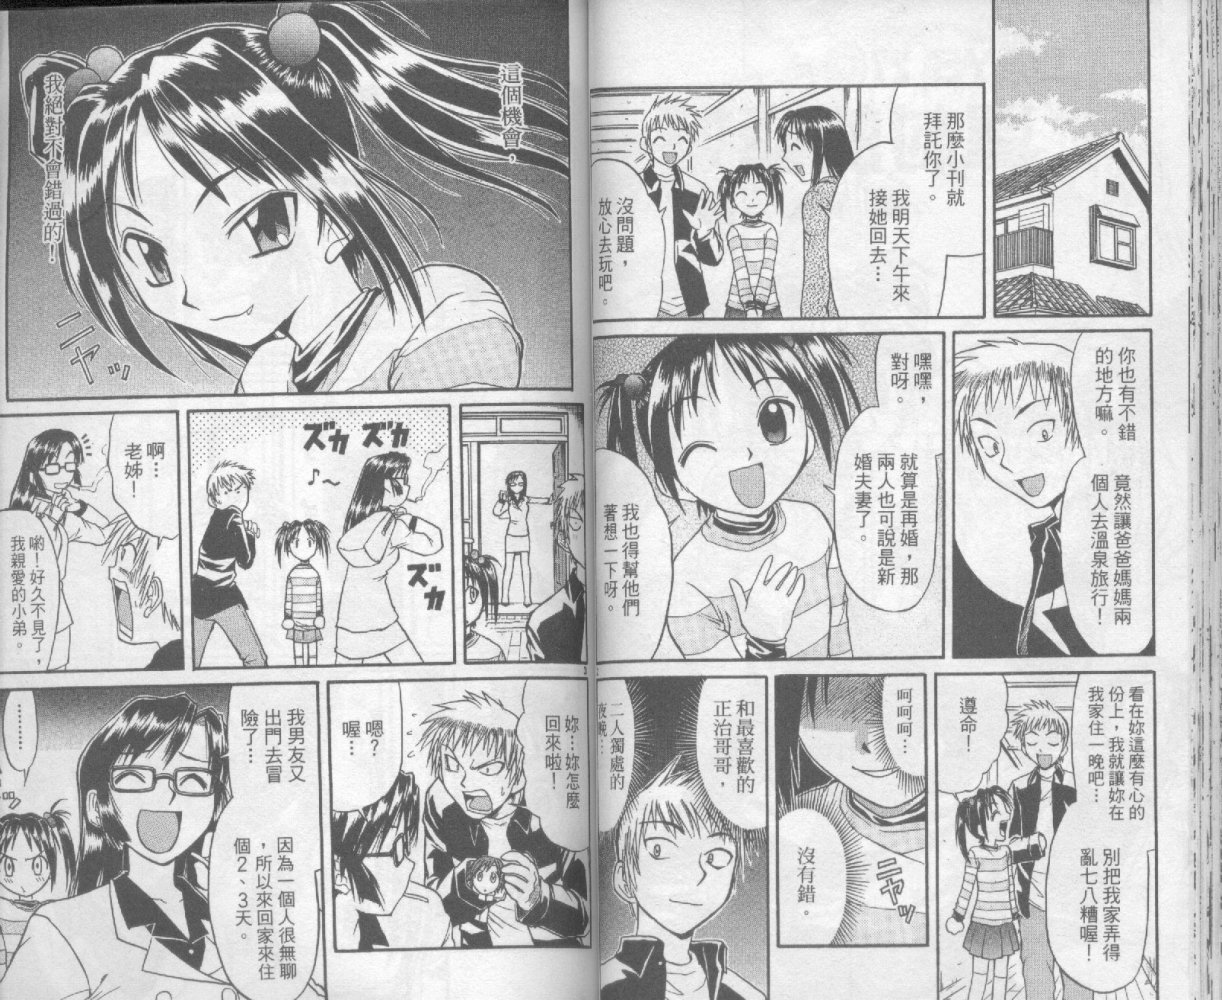 那麼小刊就
拜託你了。
我明天下午來
接她回去…
沒問題，
放心去玩吧。
你也有不錯
的地方嘛。
竟然讓爸爸媽媽兩
個人去溫泉旅行！
嘿嘿，
對呀。
就算是再婚，那
兩人也可說是新
婚夫妻了。
我也得幫他們
著想一下呀。
看在妳這麼有心的
份上，我就讓妳在
我家住一晚吧…
別把我家弄得
亂七八糟喔！
遵命！
呵呵呵…
沒有錯。
ニヤッ
和最喜歡的
正治哥哥，
二人獨處的
夜晚…
這個機會，
我絕對不會錯過的！
ニヤッ
ズカ
ズカ
♪～
ズカ
啊…
老姊！
喲！好久不見了，
我親愛的小弟。
妳…妳怎麼
回來啦！
嗯？
喔…
我男友又
出門去冒
險了…
因為一個人很無聊
，所以來回家來住
個2、3天。
………